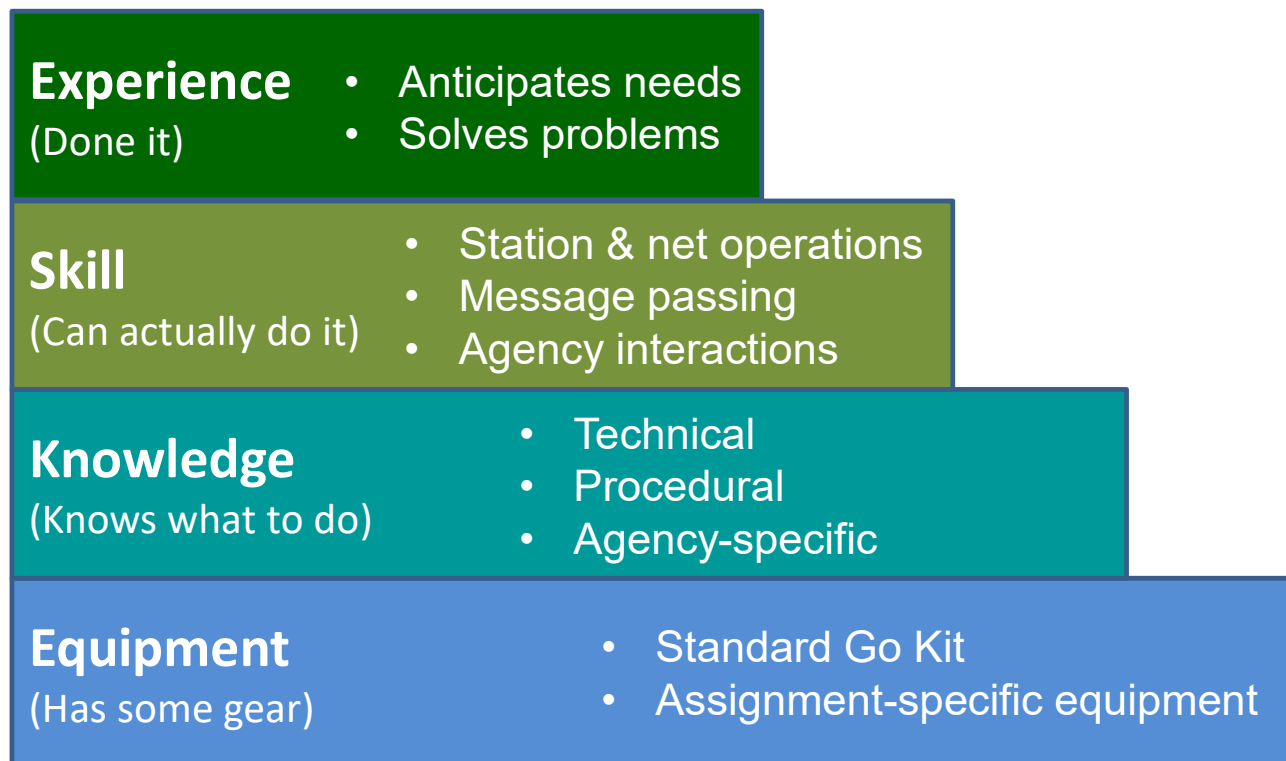 Experience
(Done it)
• Anticipates needs
• Solves problems
Skill
(Can actually do it)
• Station & net operations
• Message passing
• Agency interactions
Knowledge
(Knows what to do)
• Technical
• Procedural
• Agency-specific
Equipment
(Has some gear)
• Standard Go Kit
• Assignment-specific equipment